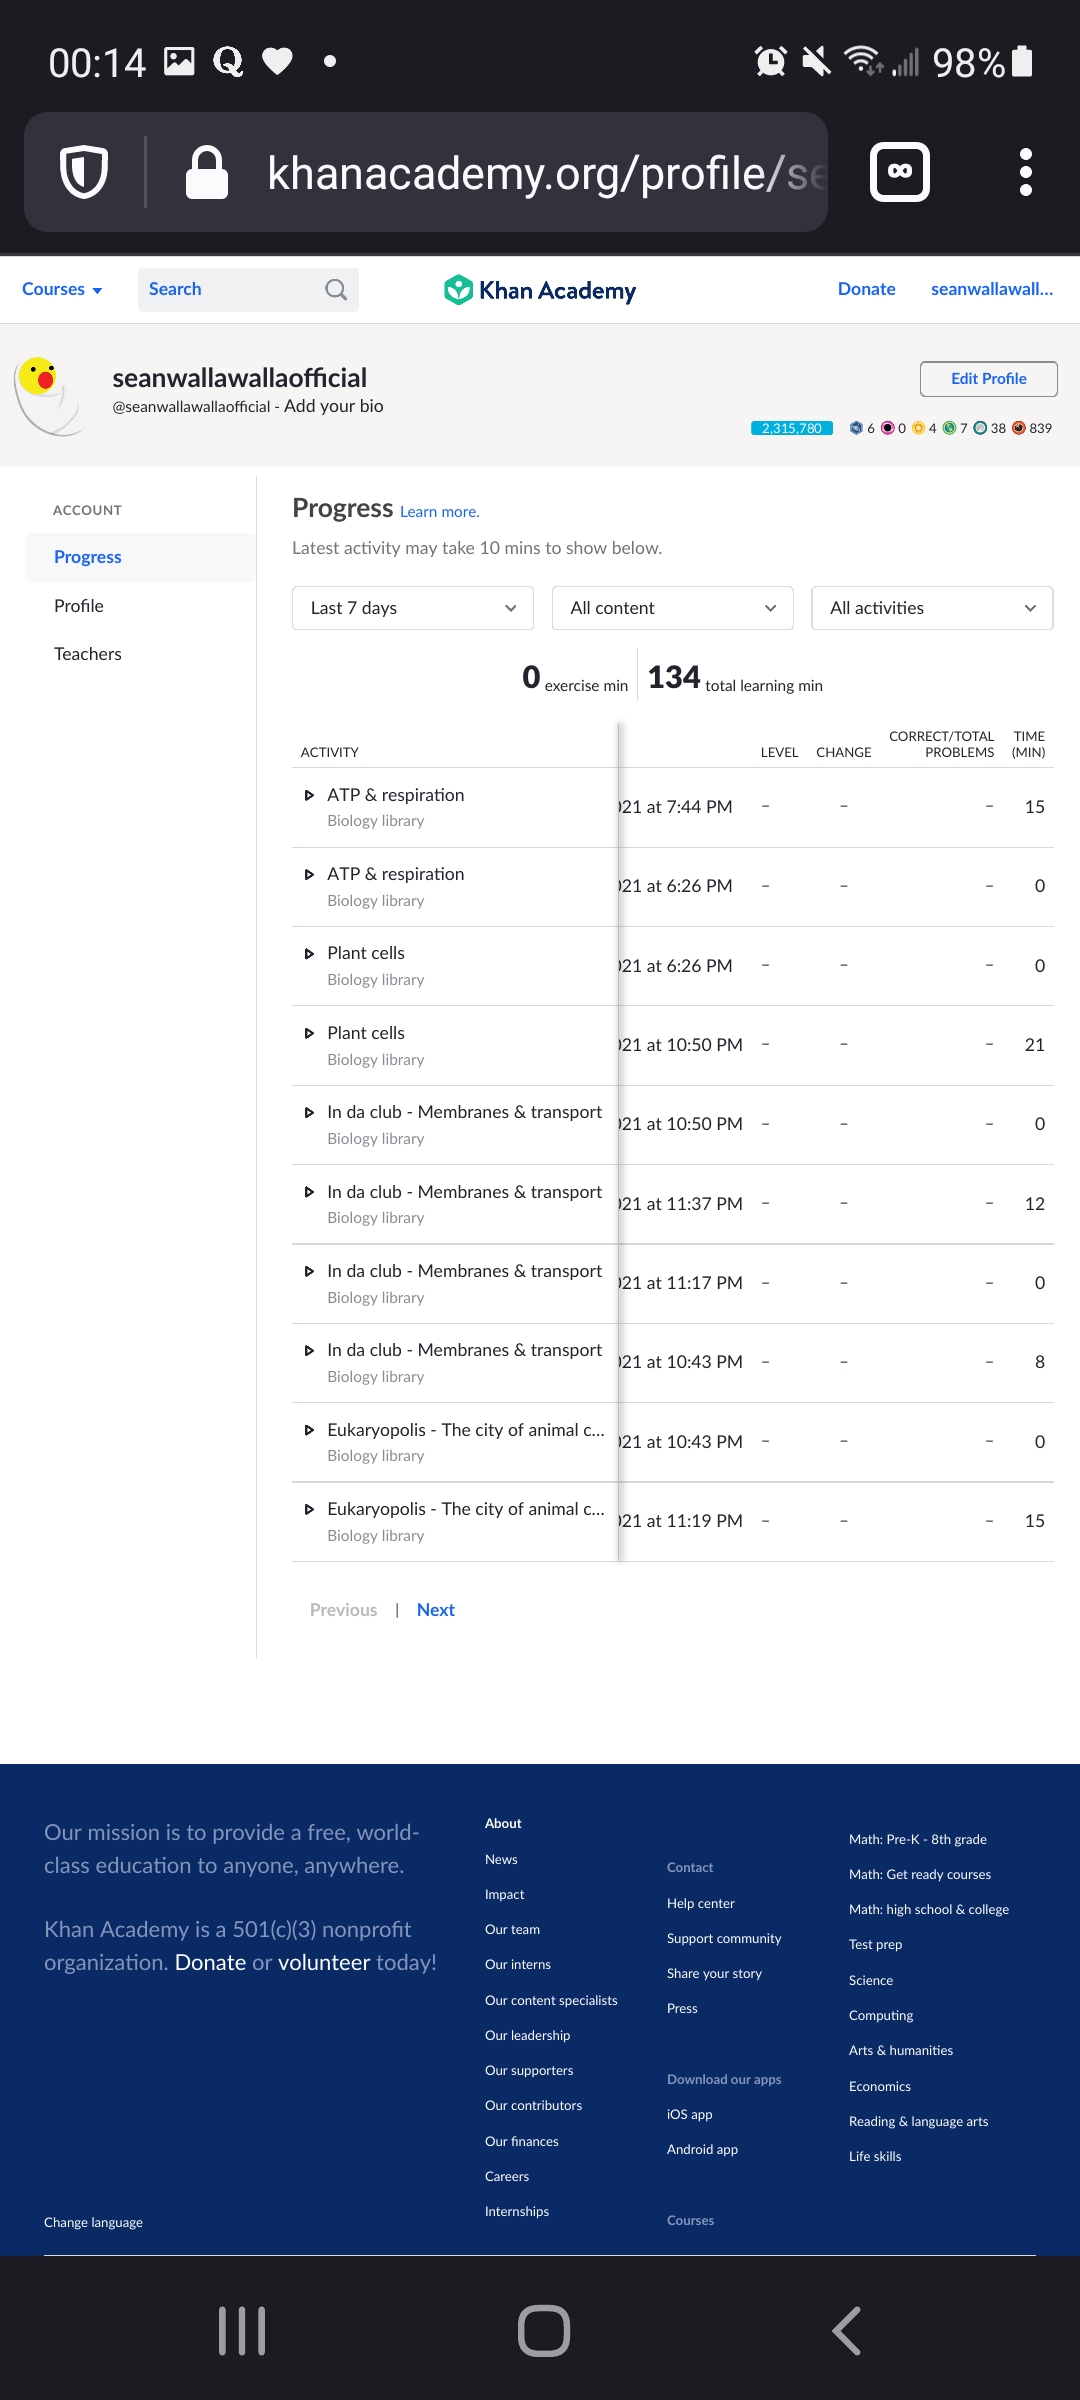 00:14
98%
khanacademy.org/profile/se
Courses
Search
Khan Academy
Donate
seanwallawall...
seanwallawallaofficial
@seanwallawallaofficial - Add your bio
Edit Profile
2,315,780 6 0 4 7 38 839
ACCOUNT
Progress
Profile
Teachers
Progress Learn more.
Latest activity may take 10 mins to show below.
Last 7 days
All content
All activities
0 exercise min
134 total learning min
ACTIVITY LEVEL CHANGE CORRECT/TOTAL PROBLEMS TIME (MIN)
ATP & respiration
Biology library
021 at 7:44 PM – – – 15
ATP & respiration
Biology library
021 at 6:26 PM – – – 0
Plant cells
Biology library
021 at 6:26 PM – – – 0
Plant cells
Biology library
021 at 10:50 PM – – – 21
In da club - Membranes & transport
Biology library
021 at 10:50 PM – – – 0
In da club - Membranes & transport
Biology library
021 at 11:37 PM – – – 12
In da club - Membranes & transport
Biology library
021 at 11:17 PM – – – 0
In da club - Membranes & transport
Biology library
021 at 10:43 PM – – – 8
Eukaryopolis - The city of animal c...
Biology library
021 at 10:43 PM – – – 0
Eukaryopolis - The city of animal c...
Biology library
021 at 11:19 PM – – – 15
Previous | Next
Our mission is to provide a free, world-
class education to anyone, anywhere.
Khan Academy is a 501(c)(3) nonprofit
organization. Donate or volunteer today!
Change language
About
News
Impact
Our team
Our interns
Our content specialists
Our leadership
Our supporters
Our contributors
Our finances
Careers
Internships
Contact
Help center
Support community
Share your story
Press
Download our apps
iOS app
Android app
Courses
Math: Pre-K - 8th grade
Math: Get ready courses
Math: high school & college
Test prep
Science
Computing
Arts & humanities
Economics
Reading & language arts
Life skills